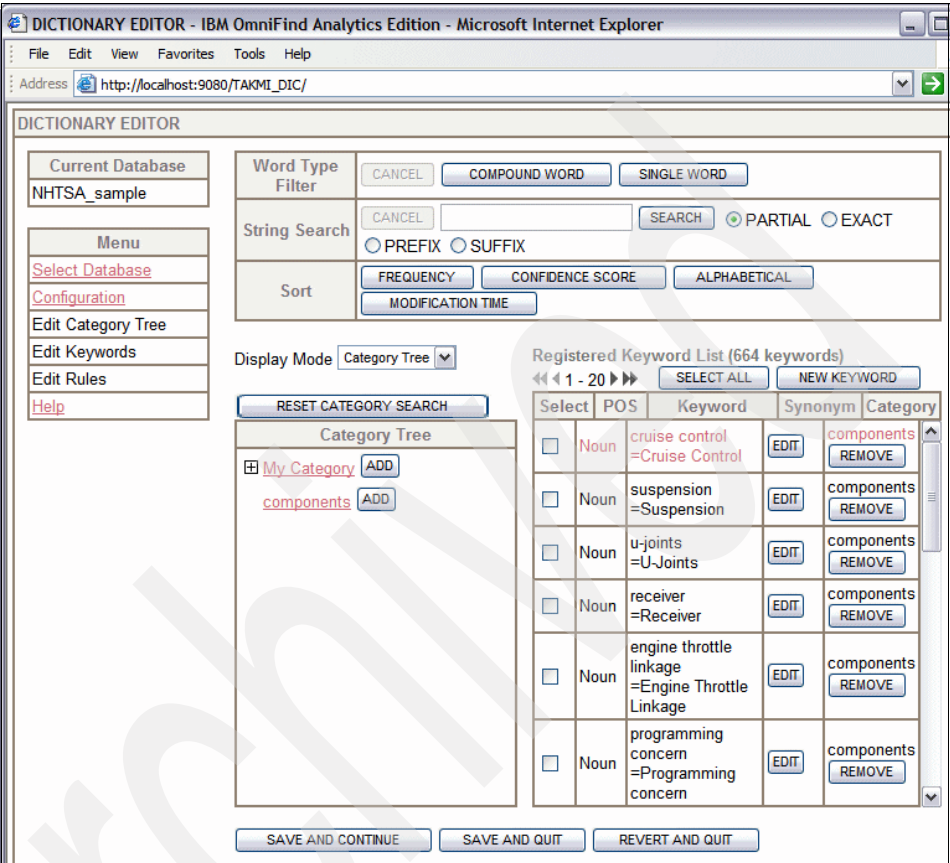 DICTIONARY EDITOR - IBM OmniFind Analytics Edition - Microsoft Internet Explorer
File Edit View Favorites Tools Help
Address http://localhost:9080/TAKMI_DIC/
DICTIONARY EDITOR
Current Database
NHTSA_sample
Menu
Select Database
Configuration
Edit Category Tree
Edit Keywords
Edit Rules
Help
Word Type
Filter
CANCEL COMPOUND WORD SINGLE WORD
String Search
CANCEL SEARCH PARTIAL EXACT
PREFIX SUFFIX
Sort
FREQUENCY CONFIDENCE SCORE ALPHABETICAL
MODIFICATION TIME
Display Mode Category Tree
RESET CATEGORY SEARCH
Category Tree
My Category ADD
components ADD
Registered Keyword List (664 keywords)
1 - 20 SELECT ALL NEW KEYWORD
Select POS Keyword Synonym Category
Noun cruise control
=Cruise Control EDIT components
REMOVE
Noun suspension
=Suspension EDIT components
REMOVE
Noun u-joints
=U-Joints EDIT components
REMOVE
Noun receiver
=Receiver EDIT components
REMOVE
Noun engine throttle
linkage
=Engine Throttle
Linkage EDIT components
REMOVE
Noun programming
concern
=Programming
concern EDIT components
REMOVE
SAVE AND CONTINUE SAVE AND QUIT REVERT AND QUIT